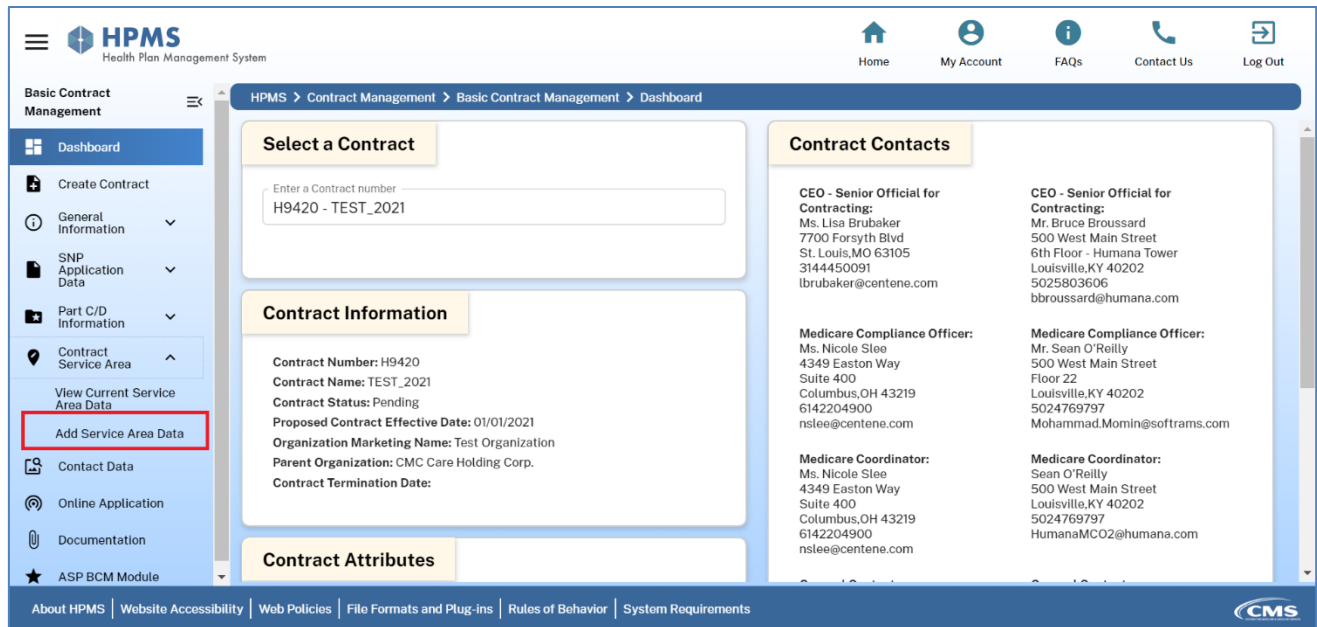 HPMS
Health Plan Management System
Home
My Account
FAQs
Contact Us
Log Out
Basic Contract
Management
Dashboard
Create Contract
General
Information
SNP
Application
Data
Part C/D
Information
Contract
Service Area
View Current Service
Area Data
Add Service Area Data
Contact Data
Online Application
Documentation
ASP BCM Module
HPMS > Contract Management > Basic Contract Management > Dashboard
Select a Contract
Enter a Contract number
H9420 - TEST_2021
Contract Information
Contract Number: H9420
Contract Name: TEST_2021
Contract Status: Pending
Proposed Contract Effective Date: 01/01/2021
Organization Marketing Name: Test Organization
Parent Organization: CMC Care Holding Corp.
Contract Termination Date:
Contract Attributes
Contract Contacts
CEO - Senior Official for
Contracting:
Ms. Lisa Brubaker
7700 Forsyth Blvd
St. Louis,MO 63105
3144450091
lbrubaker@centene.com
CEO - Senior Official for
Contracting:
Mr. Bruce Broussard
500 West Main Street
6th Floor - Humana Tower
Louisville,KY 40202
5025803606
bbroussard@humana.com
Medicare Compliance Officer:
Ms. Nicole Slee
4349 Easton Way
Suite 400
Columbus,OH 43219
6142204900
nslee@centene.com
Medicare Compliance Officer:
Mr. Sean O'Reilly
500 West Main Street
Floor 22
Louisville,KY 40202
5024769797
Mohammad.Momin@softrams.com
Medicare Coordinator:
Ms. Nicole Slee
4349 Easton Way
Suite 400
Columbus,OH 43219
6142204900
nslee@centene.com
Medicare Coordinator:
Sean O'Reilly
500 West Main Street
Louisville,KY 40202
5024769797
HumanaMCO2@humana.com
About HPMS | Website Accessibility | Web Policies | File Formats and Plug-ins | Rules of Behavior | System Requirements
CMS